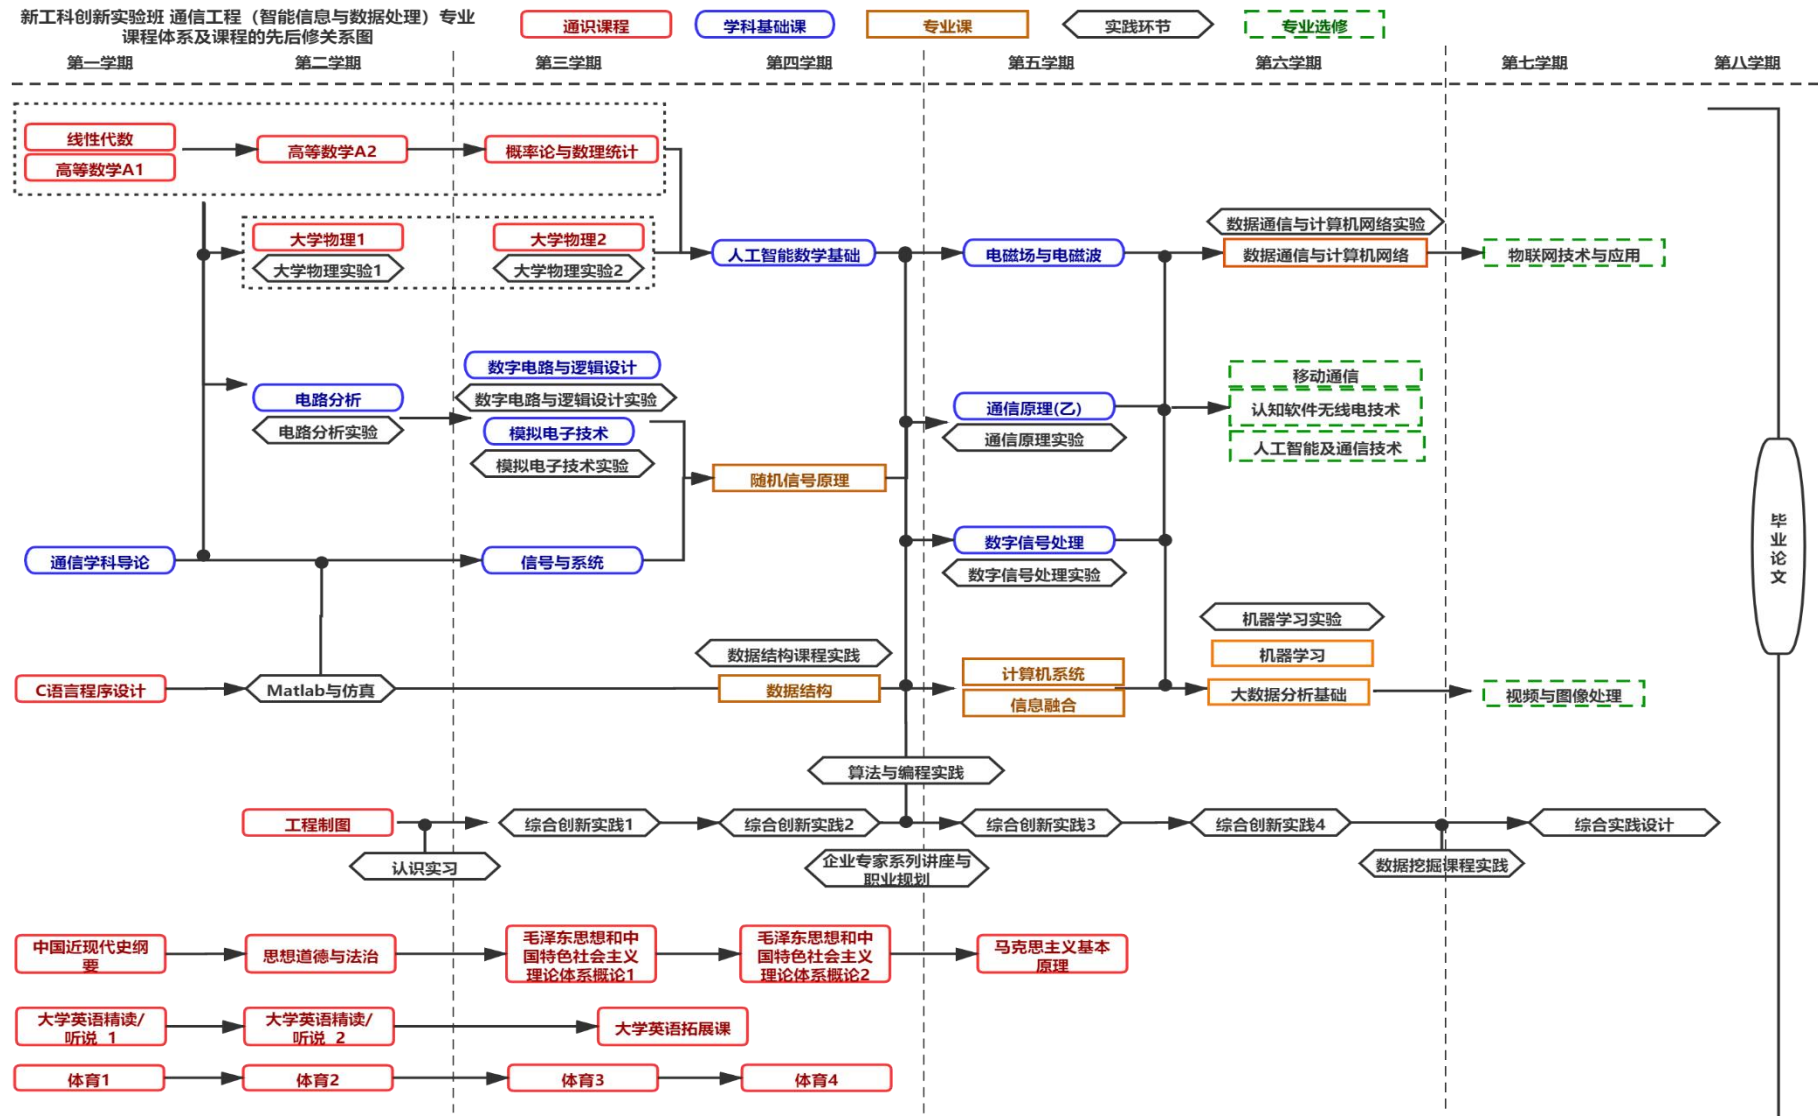 新工科创新实验班 通信工程（智能信息与数据处理）专业
课程体系及课程的先后修关系图
通识课程
学科基础课
专业课
实践环节
专业选修
第一学期
第二学期
第三学期
第四学期
第五学期
第六学期
第七学期
第八学期
线性代数
高等数学A1
高等数学A2
概率论与数理统计
大学物理1
大学物理实验1
大学物理2
大学物理实验2
人工智能数学基础
电磁场与电磁波
数据通信与计算机网络实验
数据通信与计算机网络
物联网技术与应用
电路分析
电路分析实验
数字电路与逻辑设计
数字电路与逻辑设计实验
模拟电子技术
模拟电子技术实验
随机信号原理
通信原理(乙)
通信原理实验
移动通信
认知软件无线电技术
人工智能及通信技术
通信学科导论
信号与系统
数字信号处理
数字信号处理实验
毕
业
论
文
C语言程序设计
Matlab与仿真
数据结构课程实践
数据结构
计算机系统
信息融合
机器学习实验
机器学习
大数据分析基础
视频与图像处理
算法与编程实践
工程制图
认识实习
综合创新实践1
综合创新实践2
企业专家系列讲座与
职业规划
综合创新实践3
综合创新实践4
数据挖掘课程实践
综合实践设计
中国近现代史纲
要
思想道德与法治
毛泽东思想和中
国特色社会主义
理论体系概论1
毛泽东思想和中
国特色社会主义
理论体系概论2
马克思主义基本
原理
大学英语精读/
听说_1
大学英语精读/
听说_2
大学英语拓展课
体育1
体育2
体育3
体育4